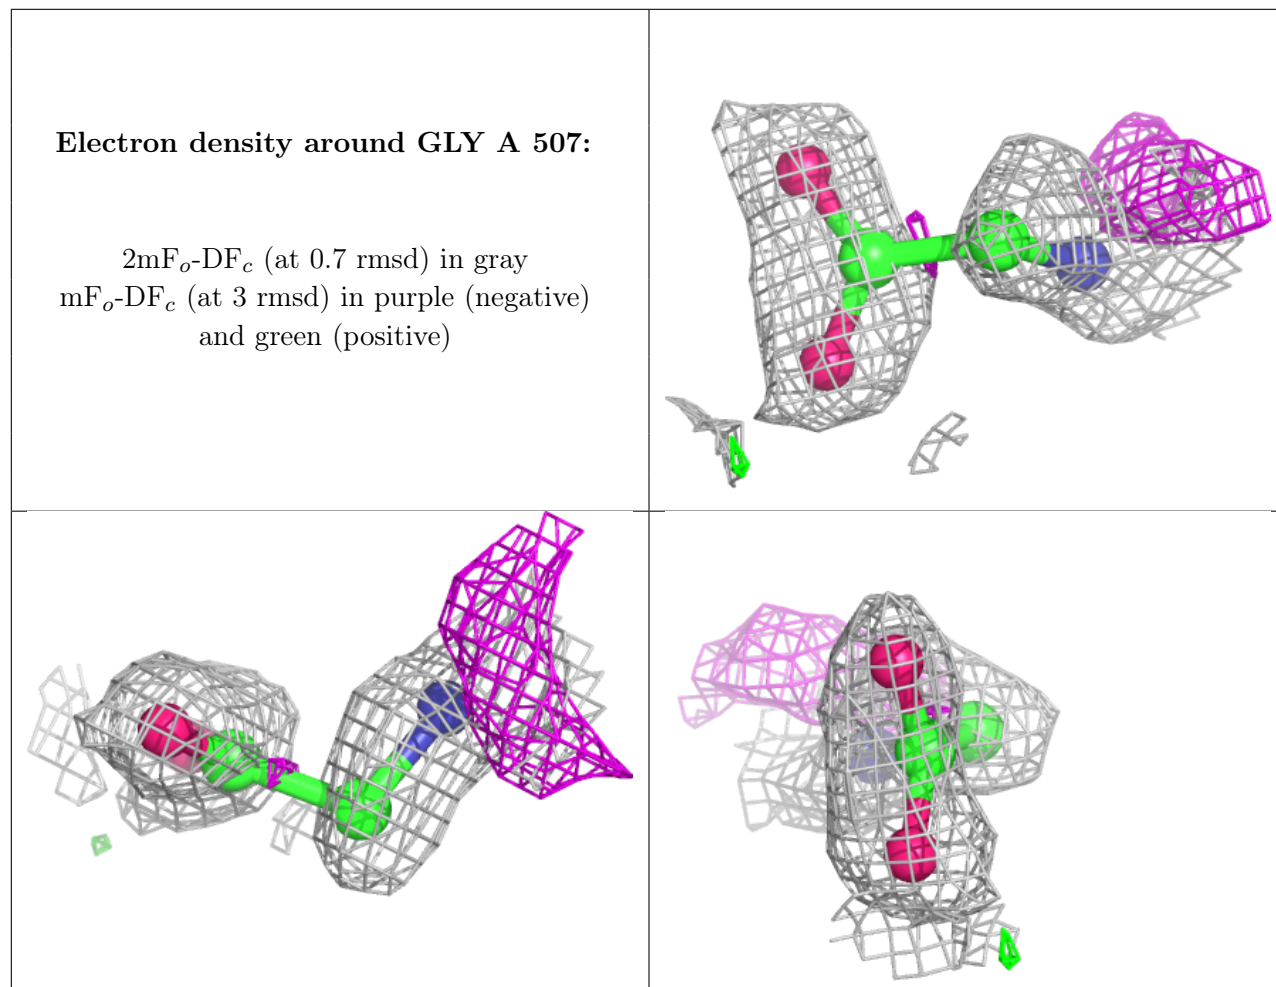 Electron density around GLY A 507:
2mFo-DFc (at 0.7 rmsd) in gray
mFo-DFc (at 3 rmsd) in purple (negative)
and green (positive)